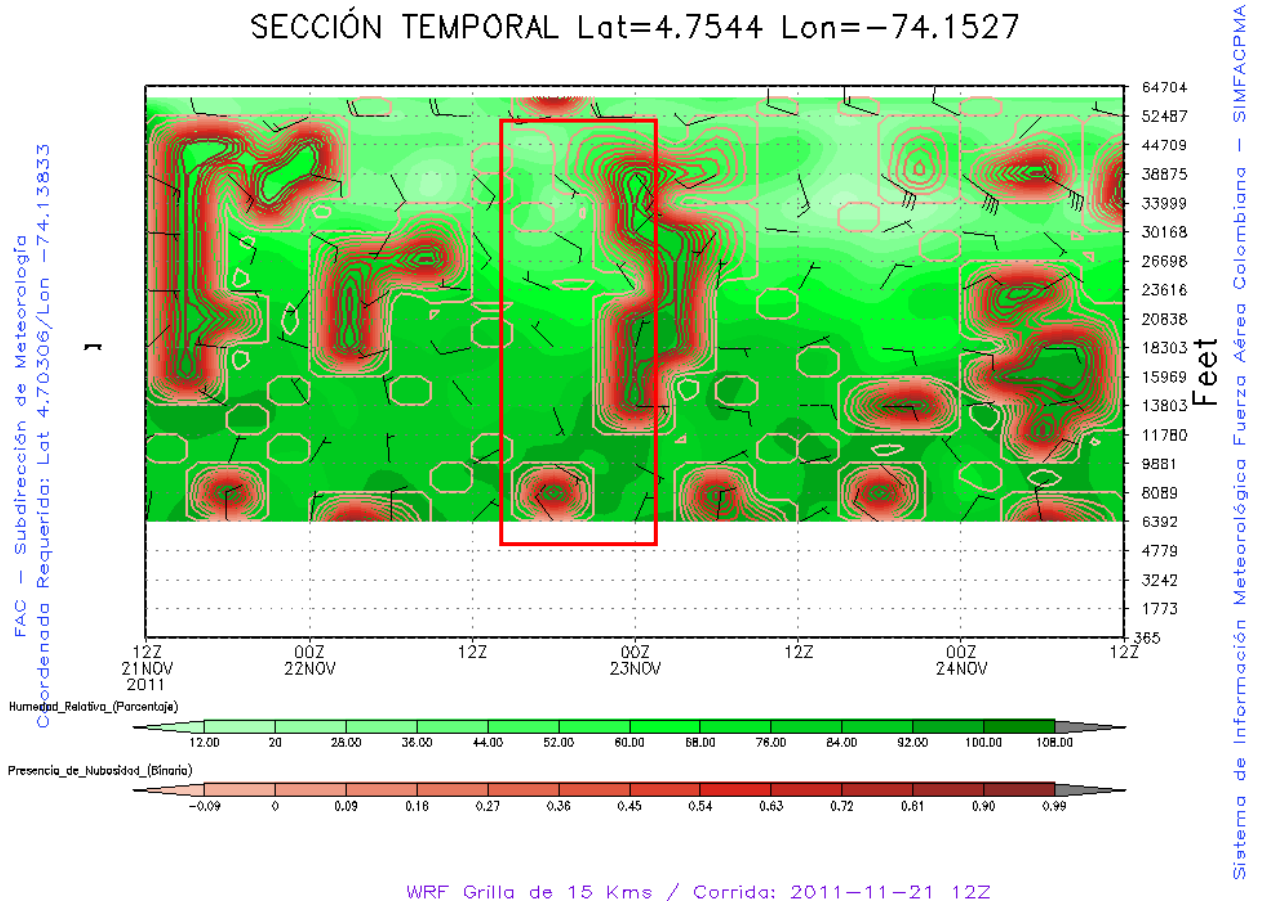 SECCIÓN TEMPORAL Lat=4.7544 Lon=−74.1527
FAC − Subdirección de Meteorología
Coordenada Requerida: Lat 4.70306/Lon −74.13833
64704
52487
44709
38875
33999
30168
26698
23616
20838
18303
15969
13803
11780
9881
8089
6392
4779
3242
1773
365
Feet
Sistema de Información Meteorológica Fuerza Aérea Colombiana − SIMFACPMA
12Z 00Z 12Z 00Z 12Z 00Z 12Z
21NOV 22NOV 23NOV 24NOV
2011
Humedad_Relativa_(Porcentaje)
12.00 20 28.00 36.00 44.00 52.00 60.00 68.00 76.00 84.00 92.00 100.00 108.00
Presencia_de_Nubosidad_(Binaria)
−0.09 0 0.09 0.18 0.27 0.36 0.45 0.54 0.63 0.72 0.81 0.90 0.99
WRF Grilla de 15 Kms / Corrida: 2011−11−21 12Z